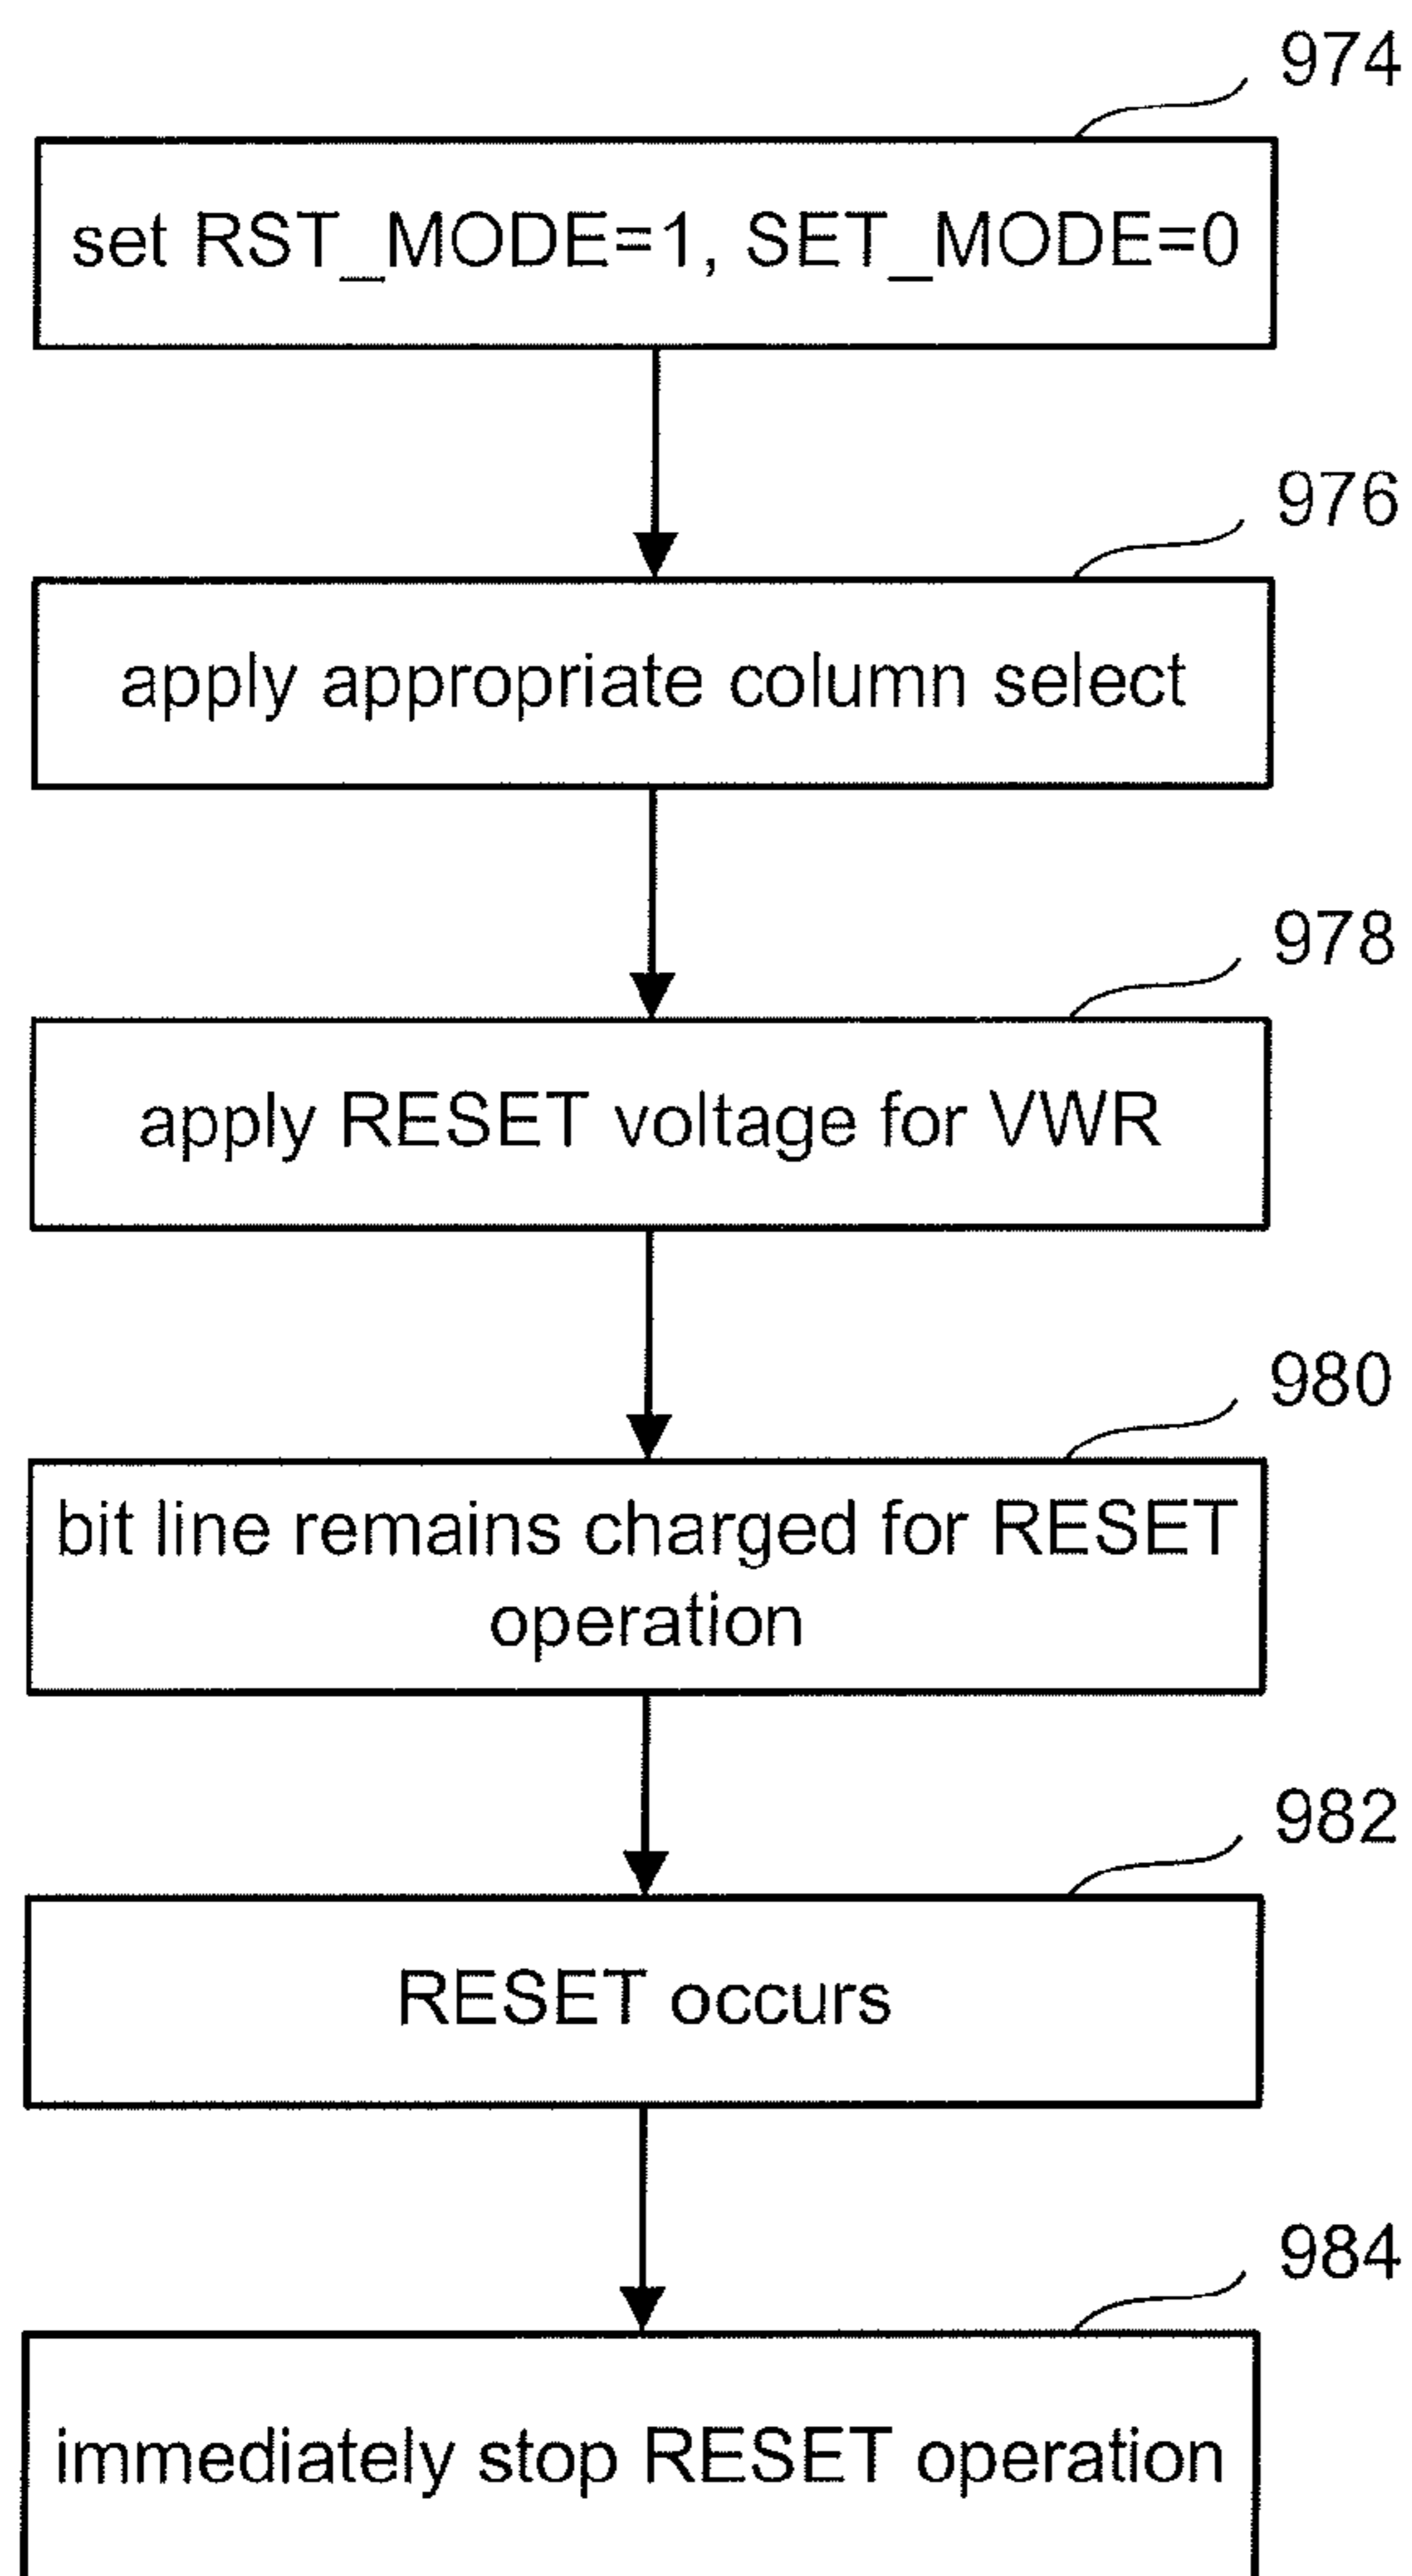 974
set RST_MODE=1, SET_MODE=0
976
apply appropriate column select
978
apply RESET voltage for VWR
980
bit line remains charged for RESET
operation
982
RESET occurs
984
immediately stop RESET operation